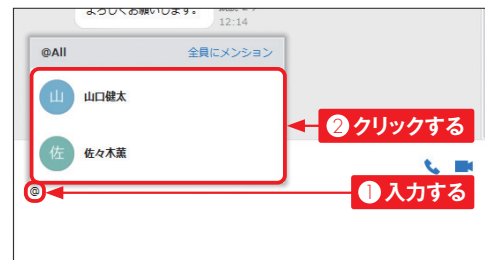 よろしくお願いします。
12:14
@All 全員にメンション
山 山口健太
② クリックする
佐 佐々木薫
@
① 入力する